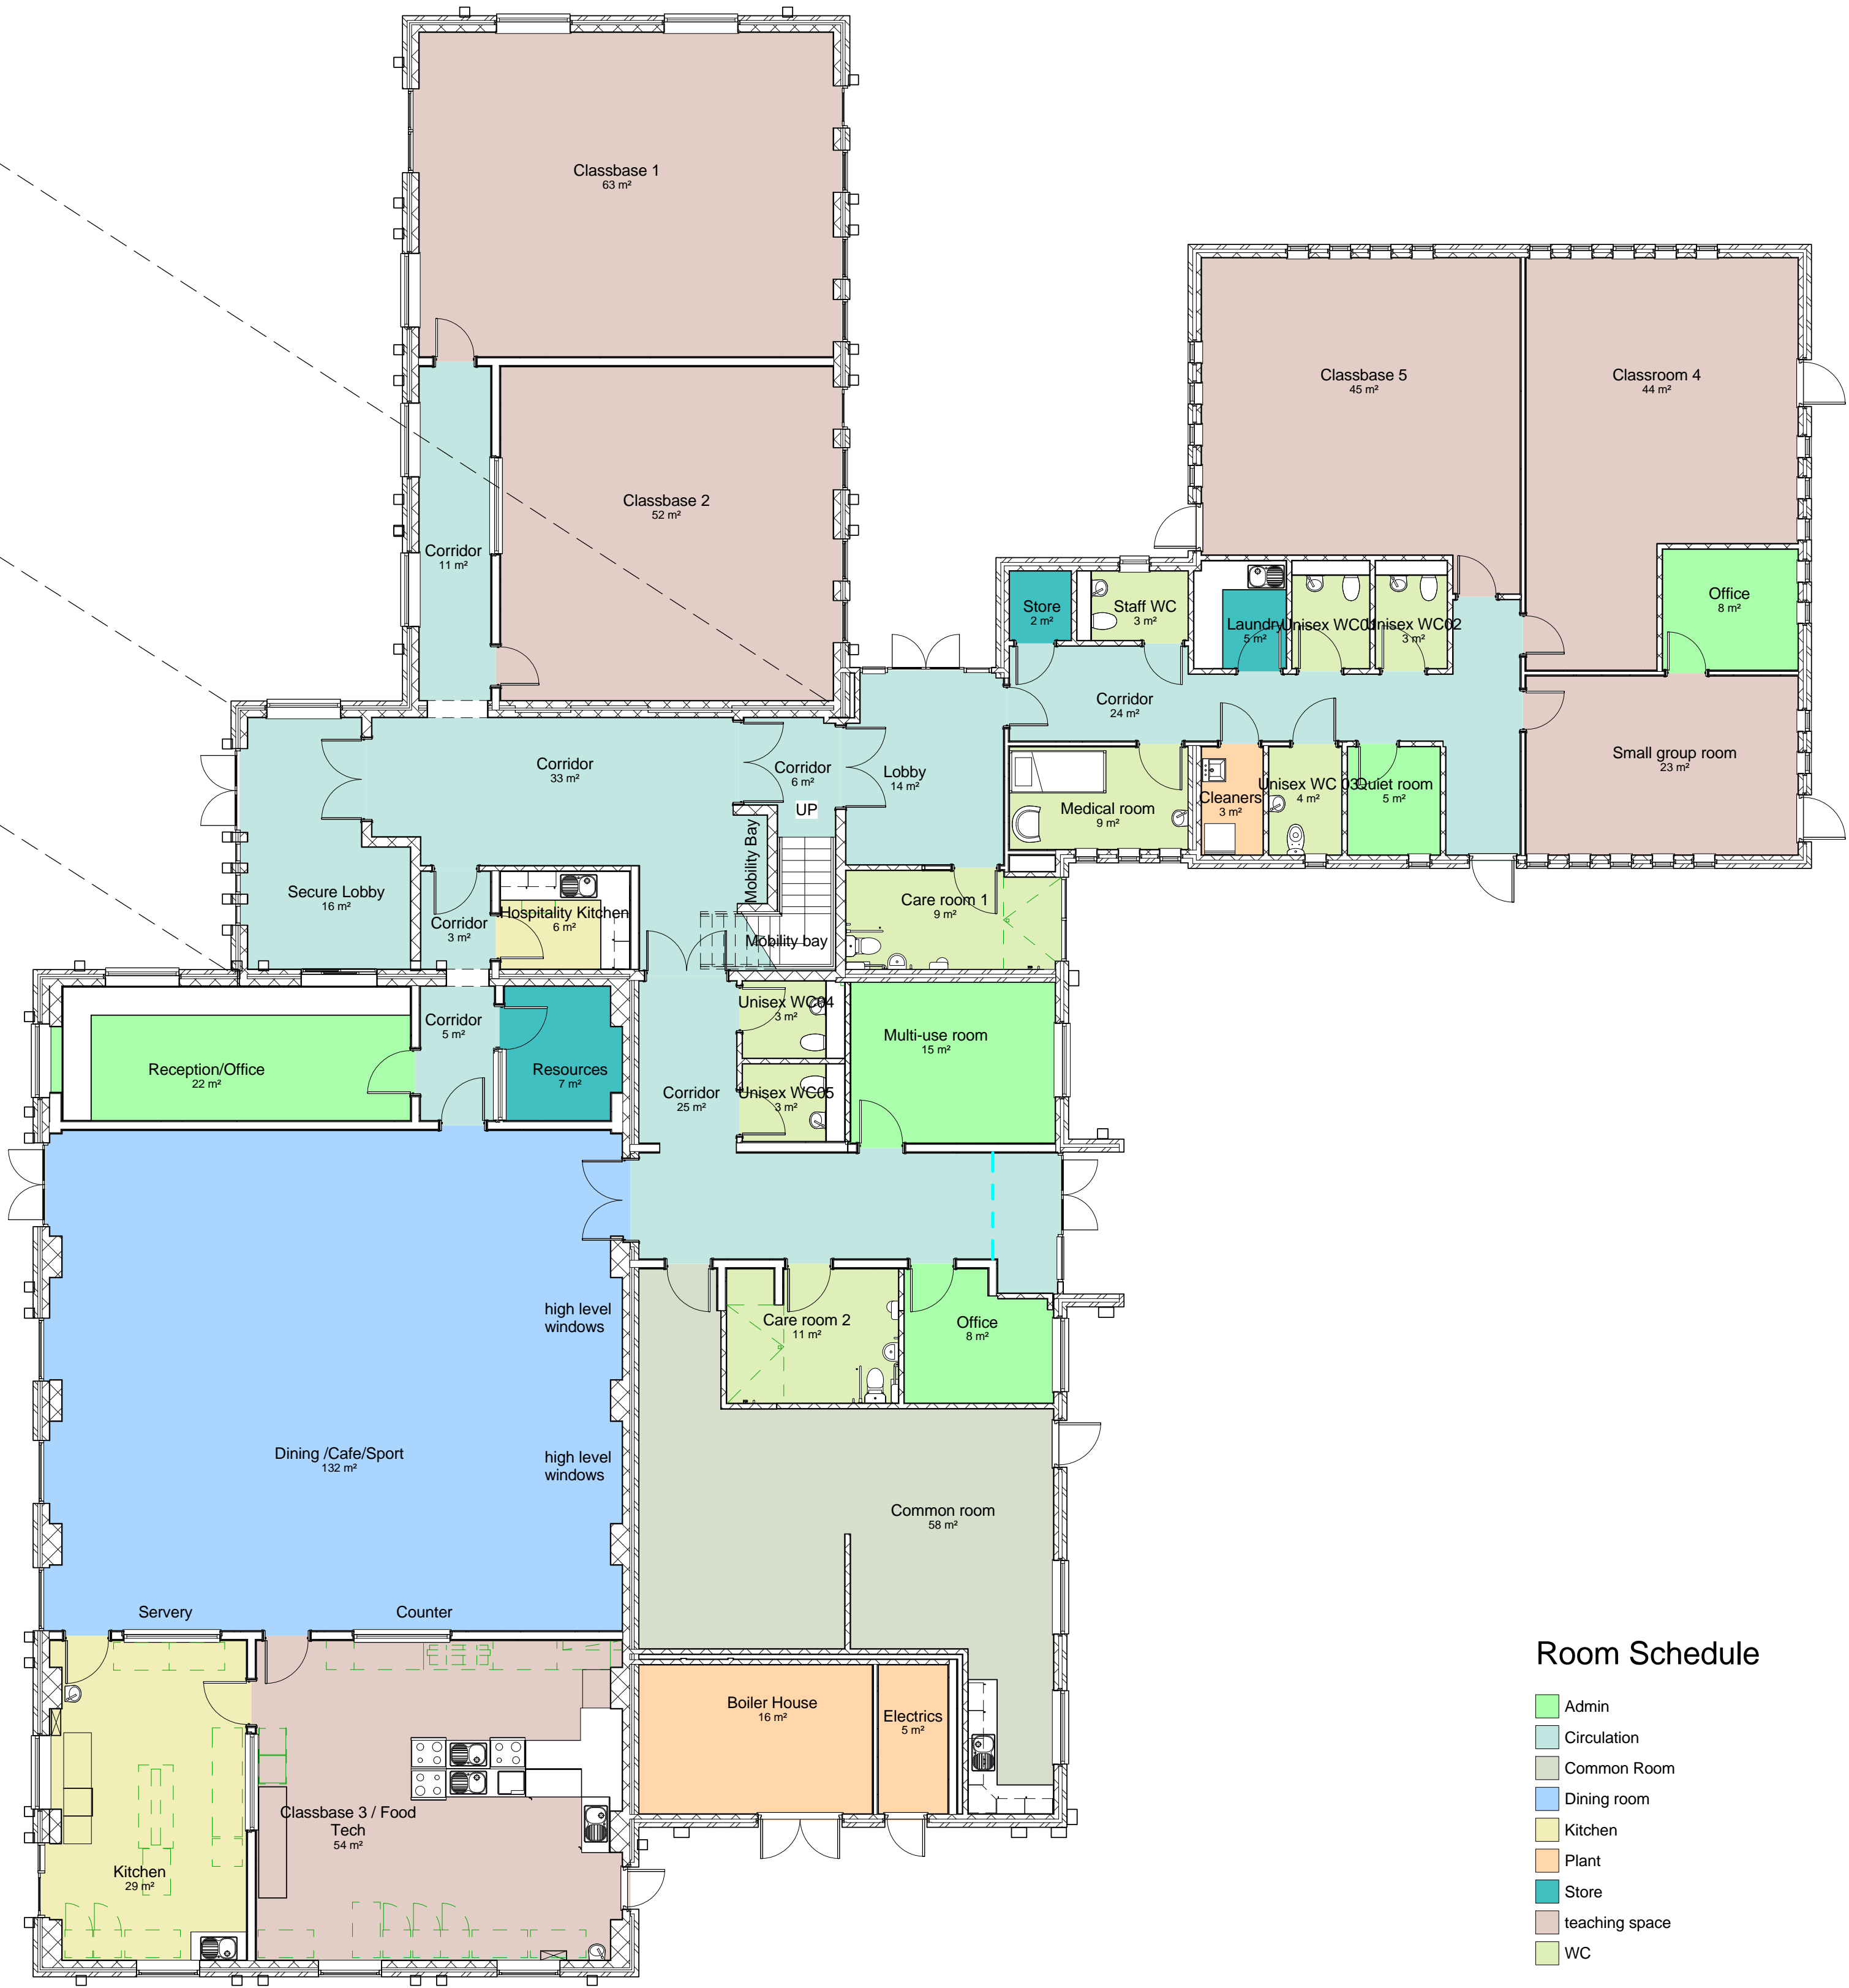 Classbase 1
63 m²
Classbase 5
45 m²
Classroom 4
44 m²
Classbase 2
52 m²
Corridor
11 m²
Store
2 m²
Staff WC
3 m²
Laundry
5 m²
Unisex WC01
Unisex WC02
3 m²
Office
8 m²
Corridor
24 m²
Small group room
23 m²
Corridor
33 m²
Corridor
6 m²
UP
Lobby
14 m²
Medical room
9 m²
Cleaners
3 m²
Unisex WC 03
4 m²
Quiet room
5 m²
Mobility Bay
Secure Lobby
16 m²
Corridor
3 m²
Hospitality Kitchen
6 m²
Mobility bay
Care room 1
9 m²
Reception/Office
22 m²
Corridor
5 m²
Resources
7 m²
Unisex WC04
3 m²
Multi-use room
15 m²
Corridor
25 m²
Unisex WC05
3 m²
high level
windows
Care room 2
11 m²
Office
8 m²
Dining /Cafe/Sport
132 m²
high level
windows
Common room
58 m²
Servery
Counter
Boiler House
16 m²
Electrics
5 m²
Classbase 3 / Food
Tech
54 m²
Kitchen
29 m²
Room Schedule
Admin
Circulation
Common Room
Dining room
Kitchen
Plant
Store
teaching space
WC